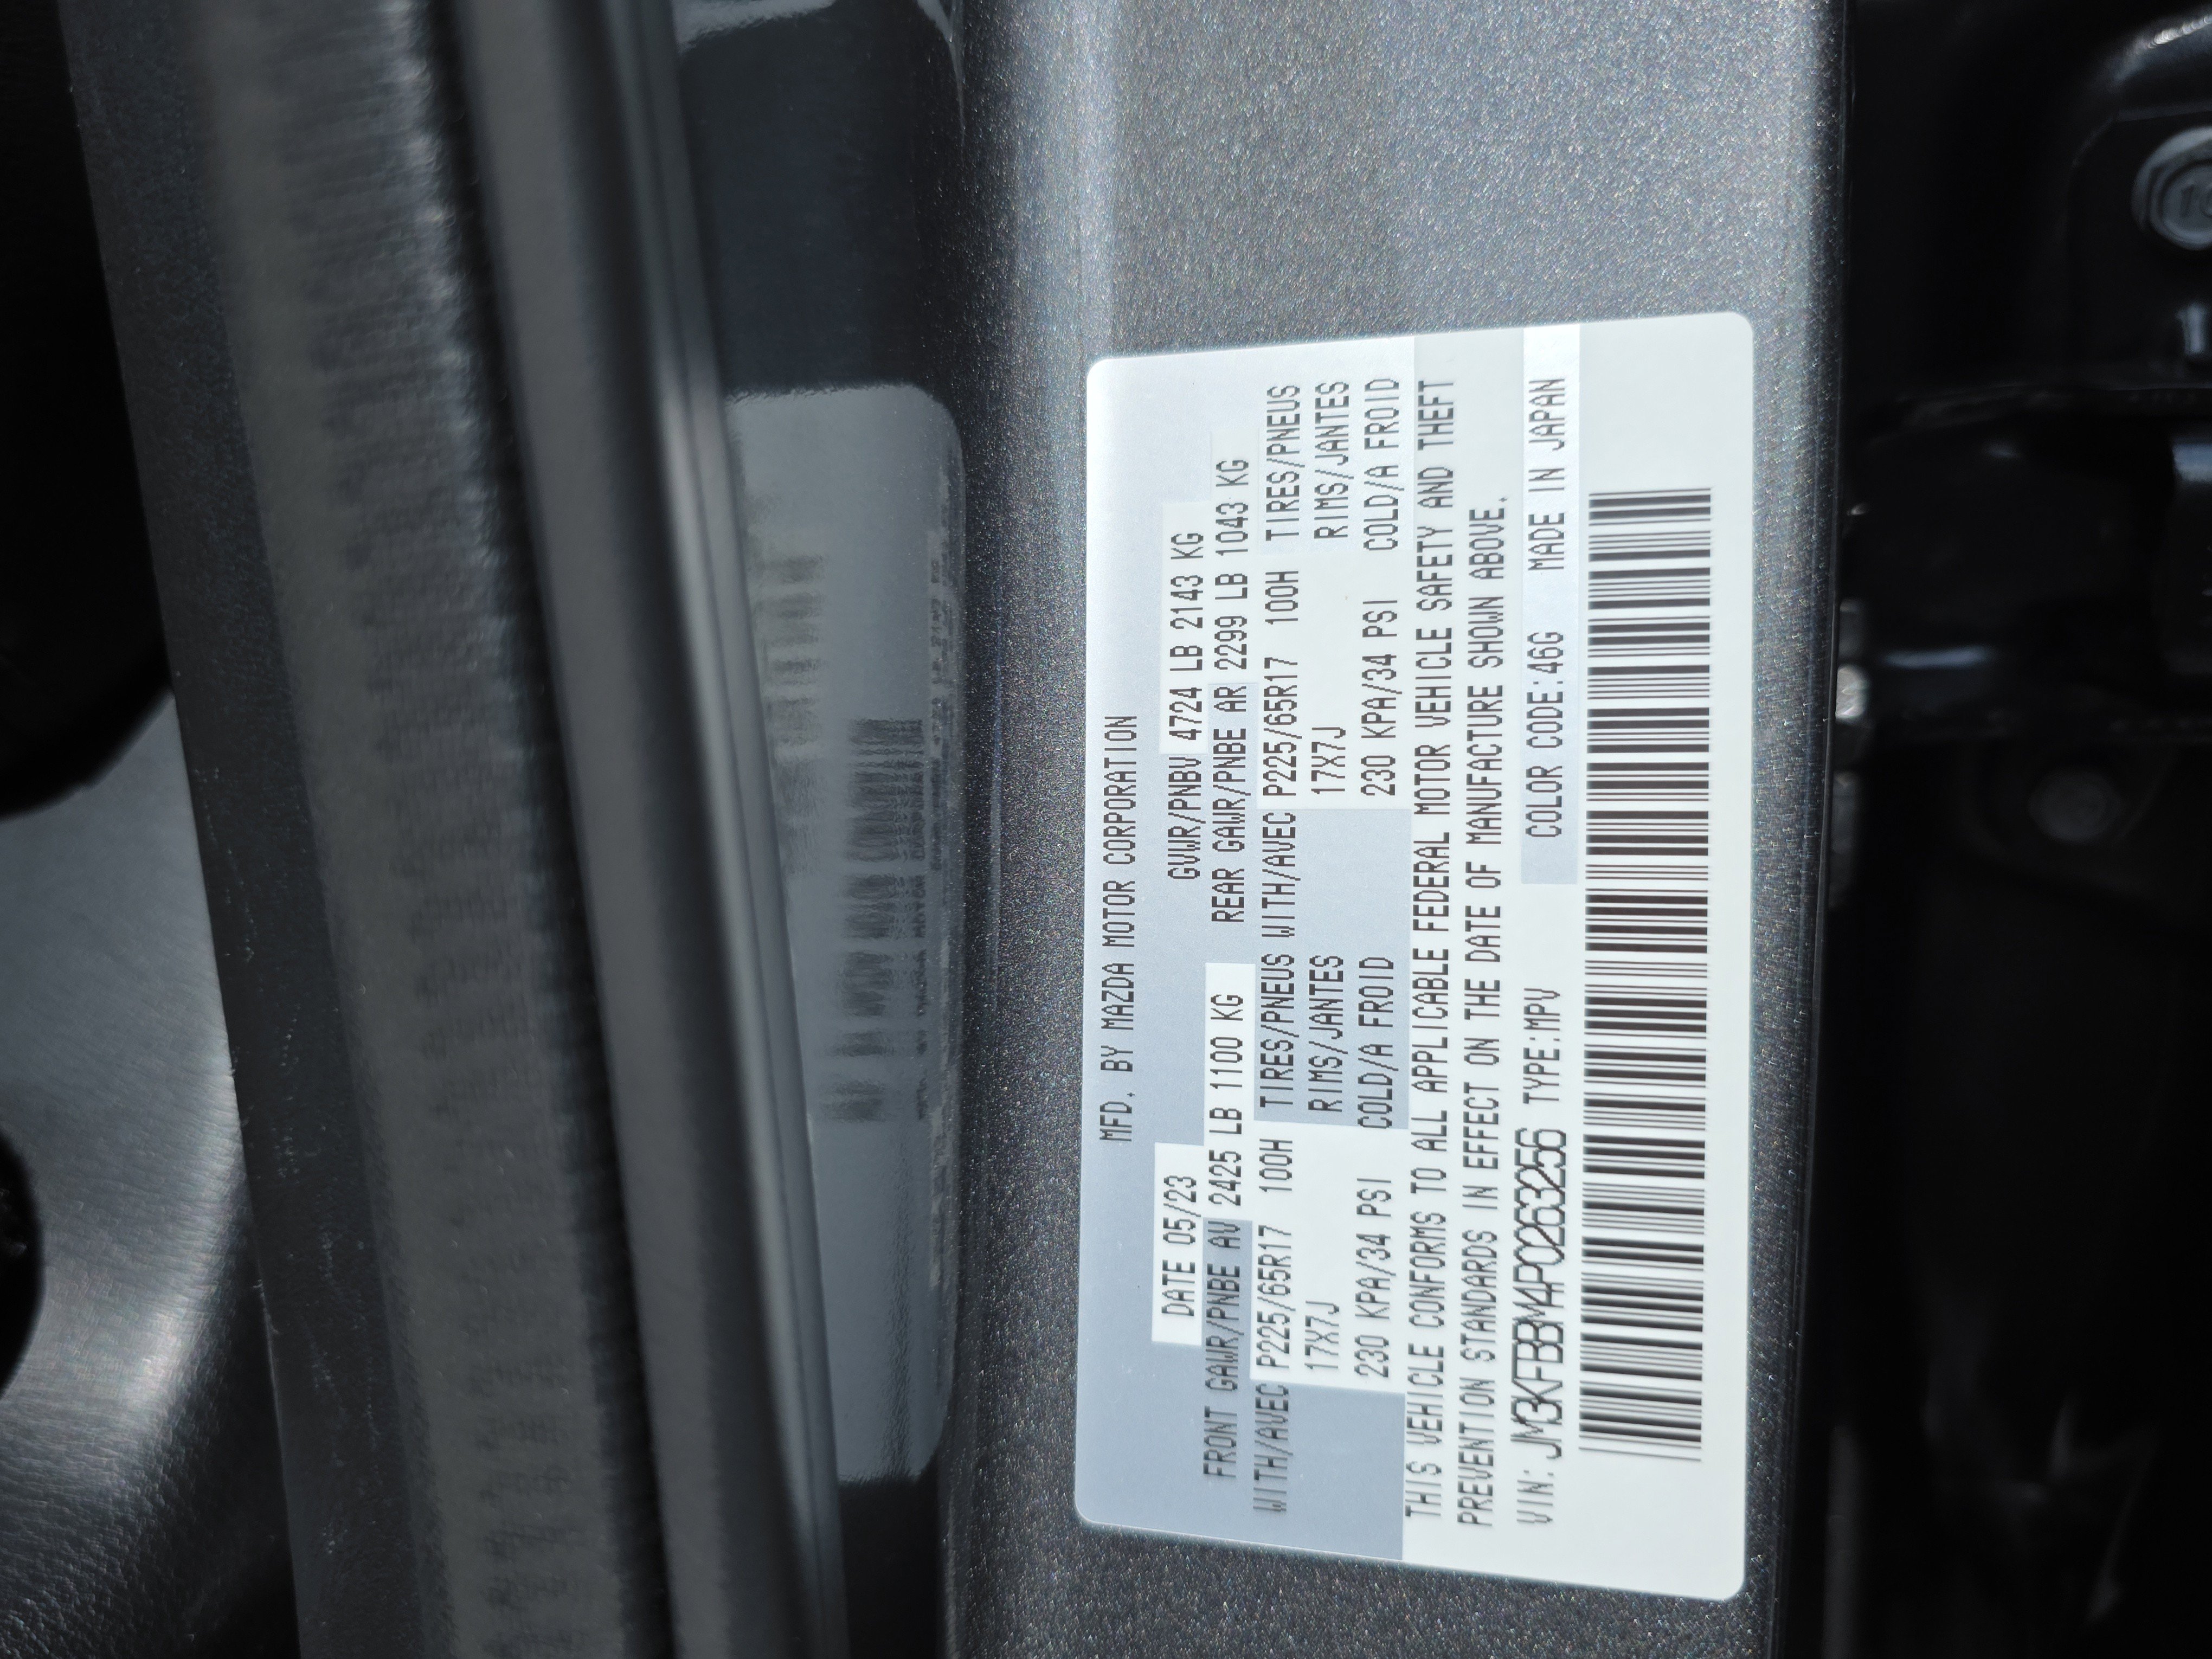 MFD. BY MAZDA MOTOR CORPORATION
DATE 05/23 GVWR/PNBV 4724 LB 2143 KG
FRONT GAWR/PNBE AV 2425 LB 1100 KG REAR GAWR/PNBE AR 2299 LB 1043 KG
WITH/AVEC P225/65R17 100H TIRES/PNEUS WITH/AVEC P225/65R17 100H TIRES/PNEUS
17X7J RIMS/JANTES 17X7J RIMS/JANTES
230 KPA/34 PSI COLD/A FROID 230 KPA/34 PSI COLD/A FROID
THIS VEHICLE CONFORMS TO ALL APPLICABLE FEDERAL MOTOR VEHICLE SAFETY AND THEFT
PREVENTION STANDARDS IN EFFECT ON THE DATE OF MANUFACTURE SHOWN ABOVE.
VIN: JM3KFBBM4P0263256 TYPE:MPV COLOR CODE:46G MADE IN JAPAN